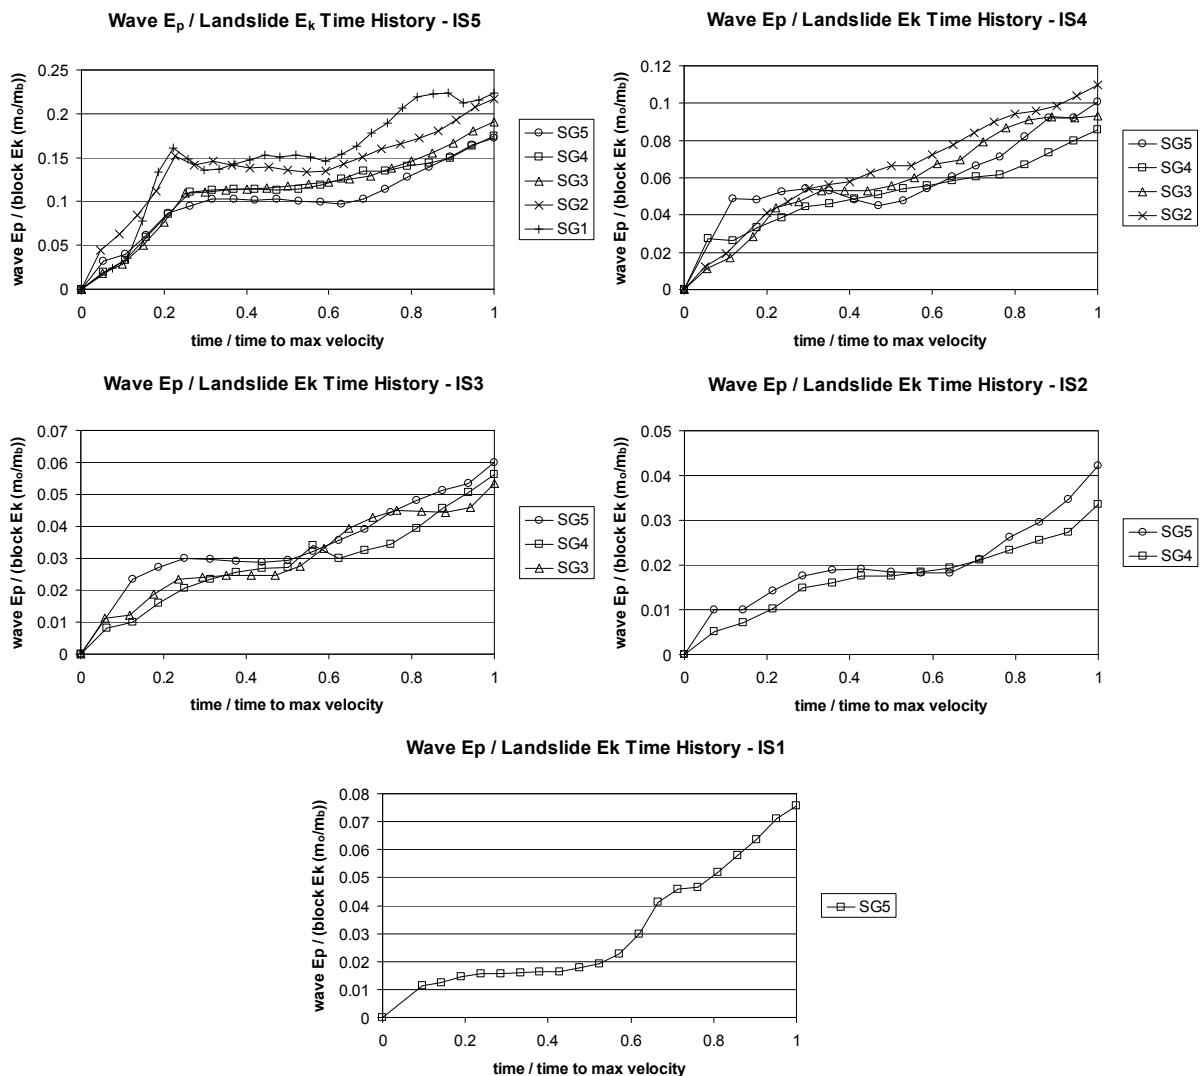 Wave Ep / Landslide Ek Time History - IS5
wave Ep / (block Ek (mo/mb))
0.25
0.2
0.15
0.1
0.05
0
0 0.2 0.4 0.6 0.8 1
time / time to max velocity
SG5
SG4
SG3
SG2
SG1
Wave Ep / Landslide Ek Time History - IS4
wave Ep / (block Ek (mo/mb))
0.12
0.1
0.08
0.06
0.04
0.02
0
0 0.2 0.4 0.6 0.8 1
time / time to max velocity
SG5
SG4
SG3
SG2
Wave Ep / Landslide Ek Time History - IS3
wave Ep / (block Ek (mo/mb))
0.07
0.06
0.05
0.04
0.03
0.02
0.01
0
0 0.2 0.4 0.6 0.8 1
time / time to max velocity
SG5
SG4
SG3
Wave Ep / Landslide Ek Time History - IS2
wave Ep / (block Ek (mo/mb))
0.05
0.04
0.03
0.02
0.01
0
0 0.2 0.4 0.6 0.8 1
time / time to max velocity
SG5
SG4
Wave Ep / Landslide Ek Time History - IS1
wave Ep / (block Ek (mo/mb))
0.08
0.07
0.06
0.05
0.04
0.03
0.02
0.01
0
0 0.2 0.4 0.6 0.8 1
time / time to max velocity
SG5